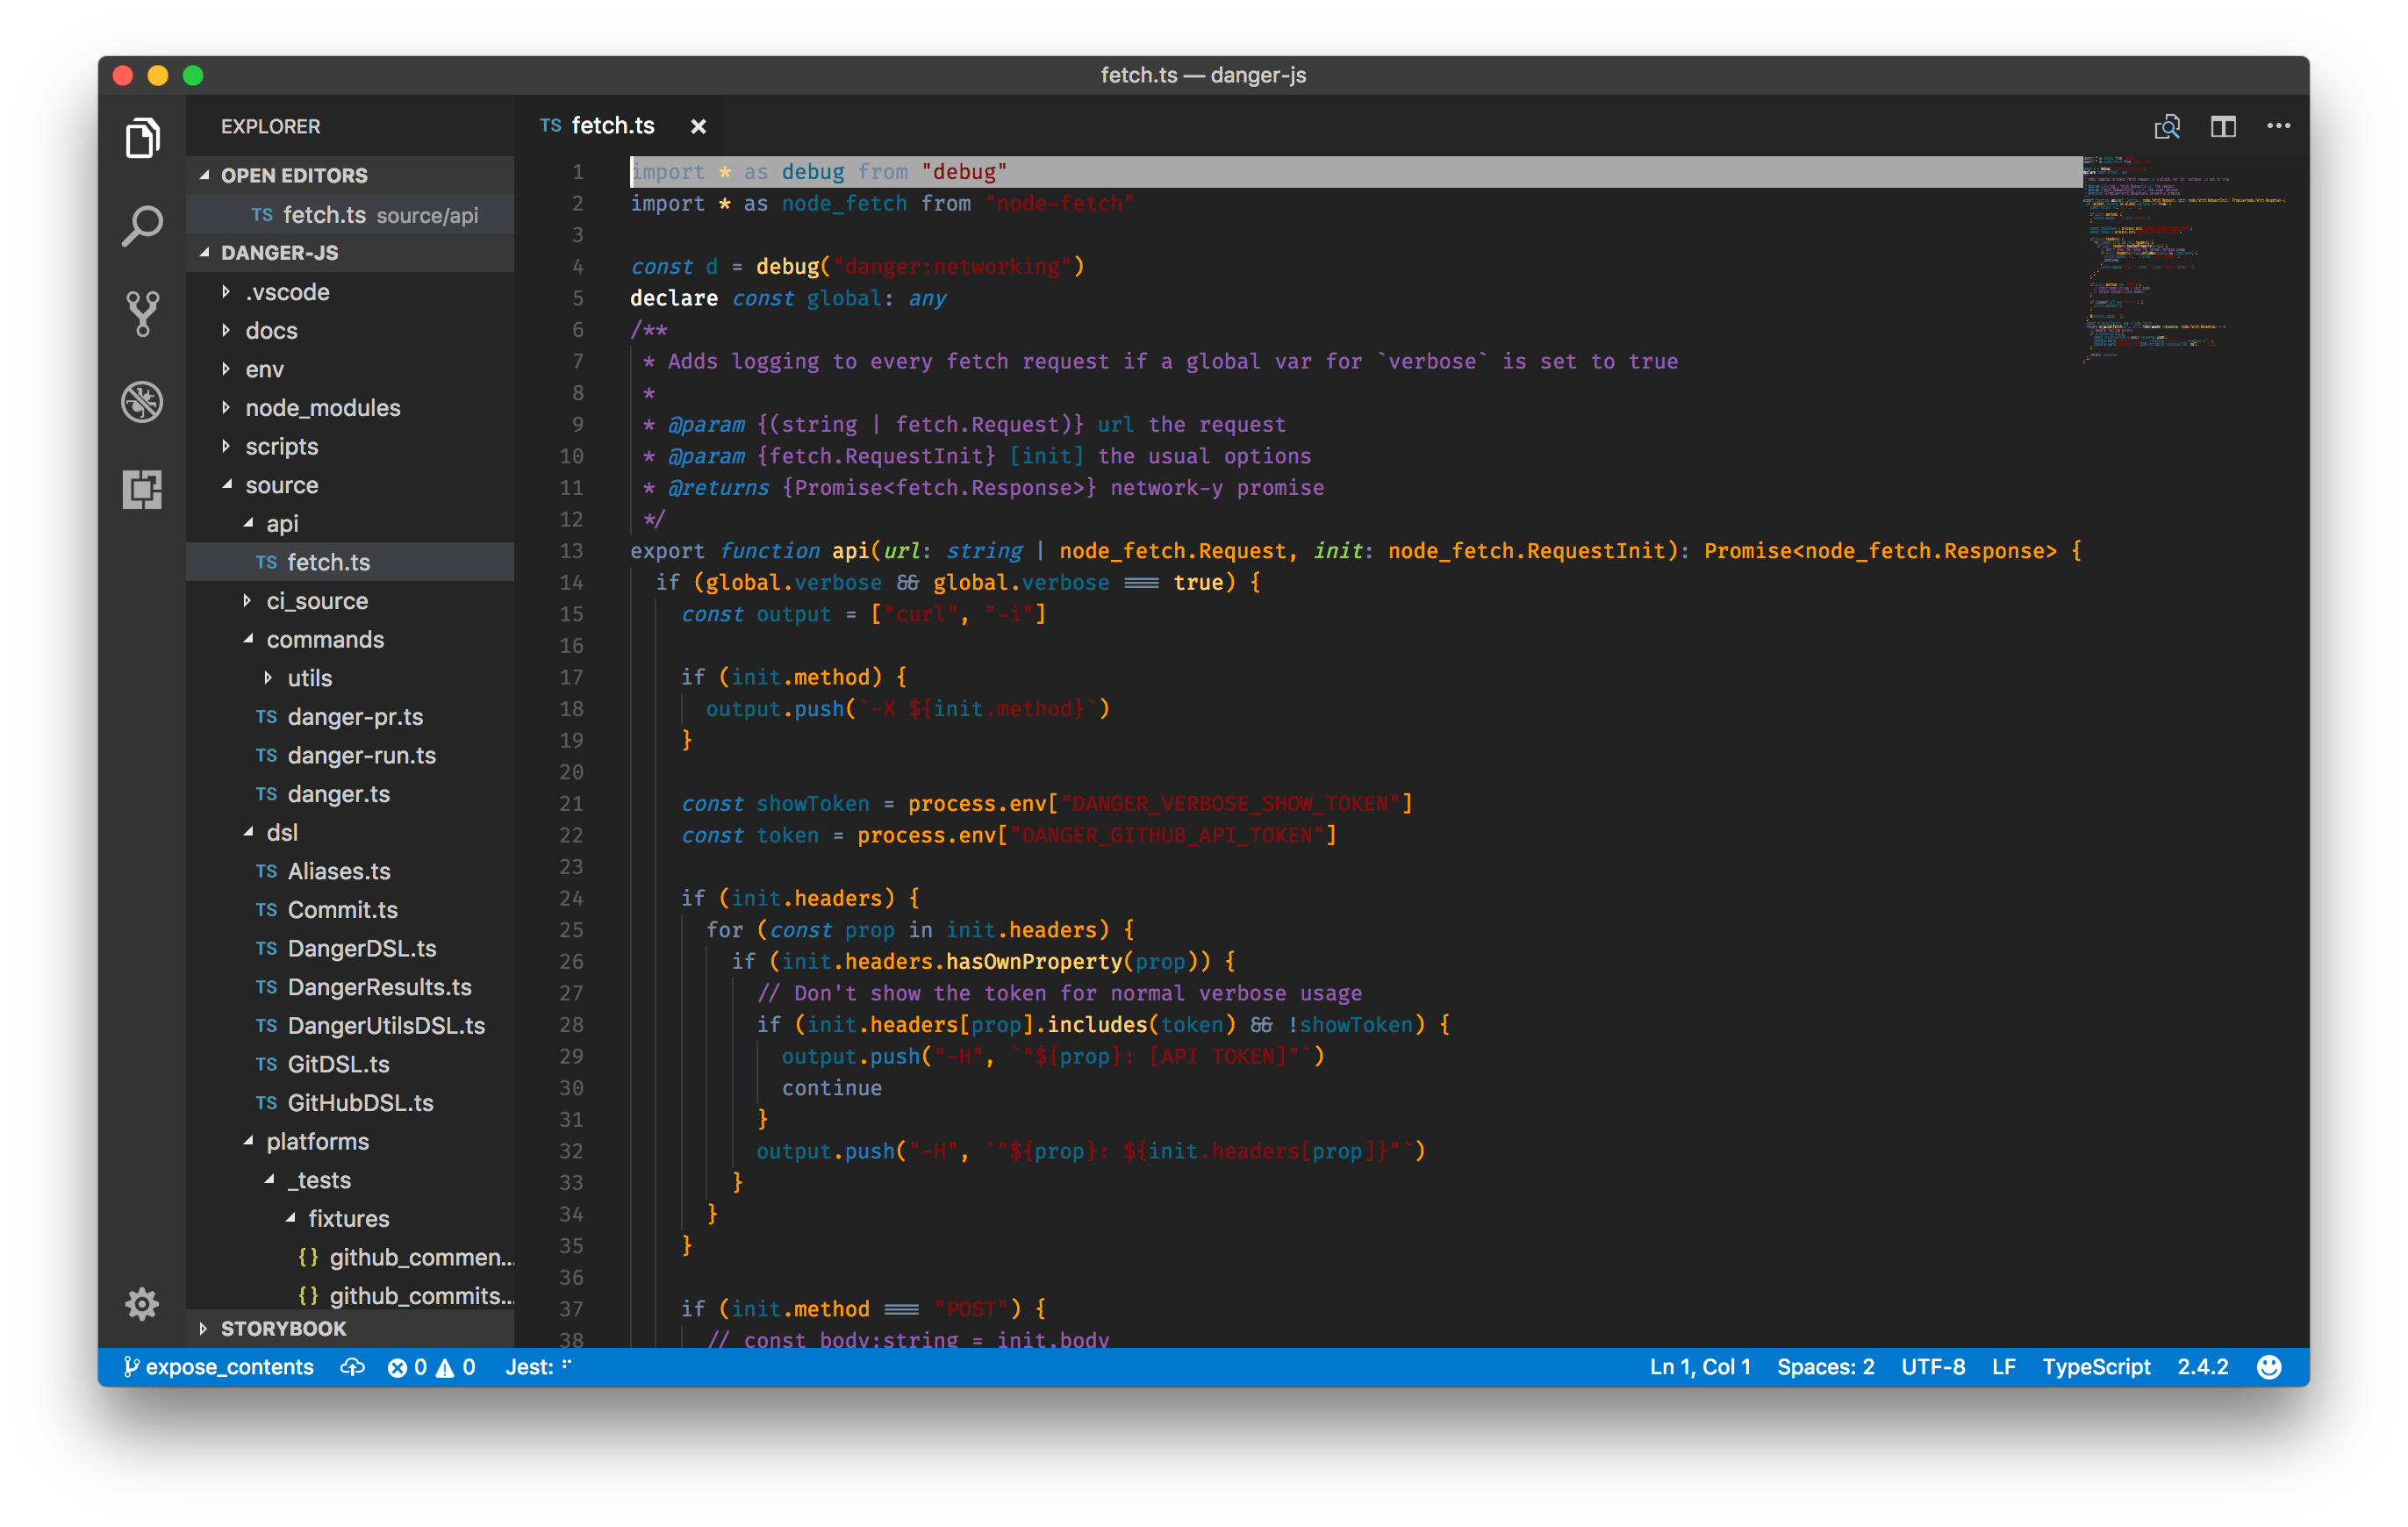 fetch.ts — danger-js
EXPLORER
OPEN EDITORS
TS fetch.ts source/api
DANGER-JS
.vscode
docs
env
node_modules
scripts
source
api
TS fetch.ts
ci_source
commands
utils
TS danger-pr.ts
TS danger-run.ts
TS danger.ts
dsl
TS Aliases.ts
TS Commit.ts
TS DangerDSL.ts
TS DangerResults.ts
TS DangerUtilsDSL.ts
TS GitDSL.ts
TS GitHubDSL.ts
platforms
_tests
fixtures
{} github_commen...
{} github_commits...
STORYBOOK
TS fetch.ts ×
1 import * as debug from "debug"
2 import * as node_fetch from "node-fetch"
3
4 const d = debug("danger:networking")
5 declare const global: any
6 /**
7 * Adds logging to every fetch request if a global var for `verbose` is set to true
8 *
9 * @param {(string | fetch.Request)} url the request
10 * @param {fetch.RequestInit} [init] the usual options
11 * @returns {Promise<fetch.Response>} network-y promise
12 */
13 export function api(url: string | node_fetch.Request, init: node_fetch.RequestInit): Promise<node_fetch.Response> {
14 if (global.verbose && global.verbose === true) {
15 const output = ["curl", "-i"]
16
17 if (init.method) {
18 output.push(`-X ${init.method}`)
19 }
20
21 const showToken = process.env["DANGER_VERBOSE_SHOW_TOKEN"]
22 const token = process.env["DANGER_GITHUB_API_TOKEN"]
23
24 if (init.headers) {
25 for (const prop in init.headers) {
26 if (init.headers.hasOwnProperty(prop)) {
27 // Don't show the token for normal verbose usage
28 if (init.headers[prop].includes(token) && !showToken) {
29 output.push("-H", `"${prop}: [API TOKEN]"`)
30 continue
31 }
32 output.push("-H", `"${prop}: ${init.headers[prop]}"`)
33 }
34 }
35 }
36
37 if (init.method === "POST") {
38 // const body:string = init.body
expose_contents 0 0 Jest:
Ln 1, Col 1 Spaces: 2 UTF-8 LF TypeScript 2.4.2